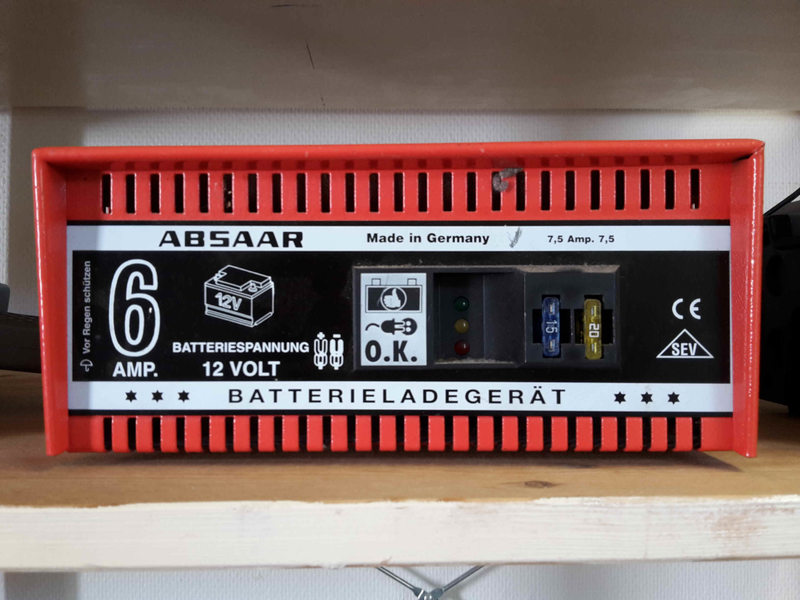 ABSAAR Made in Germany 7,5 Amp. 7,5
Vor Regen schützen
6
AMP.
12V
BATTERIESPANNUNG
12 VOLT
O.K.
15
20
CE
SEV
BATTERIELADEGERÄT